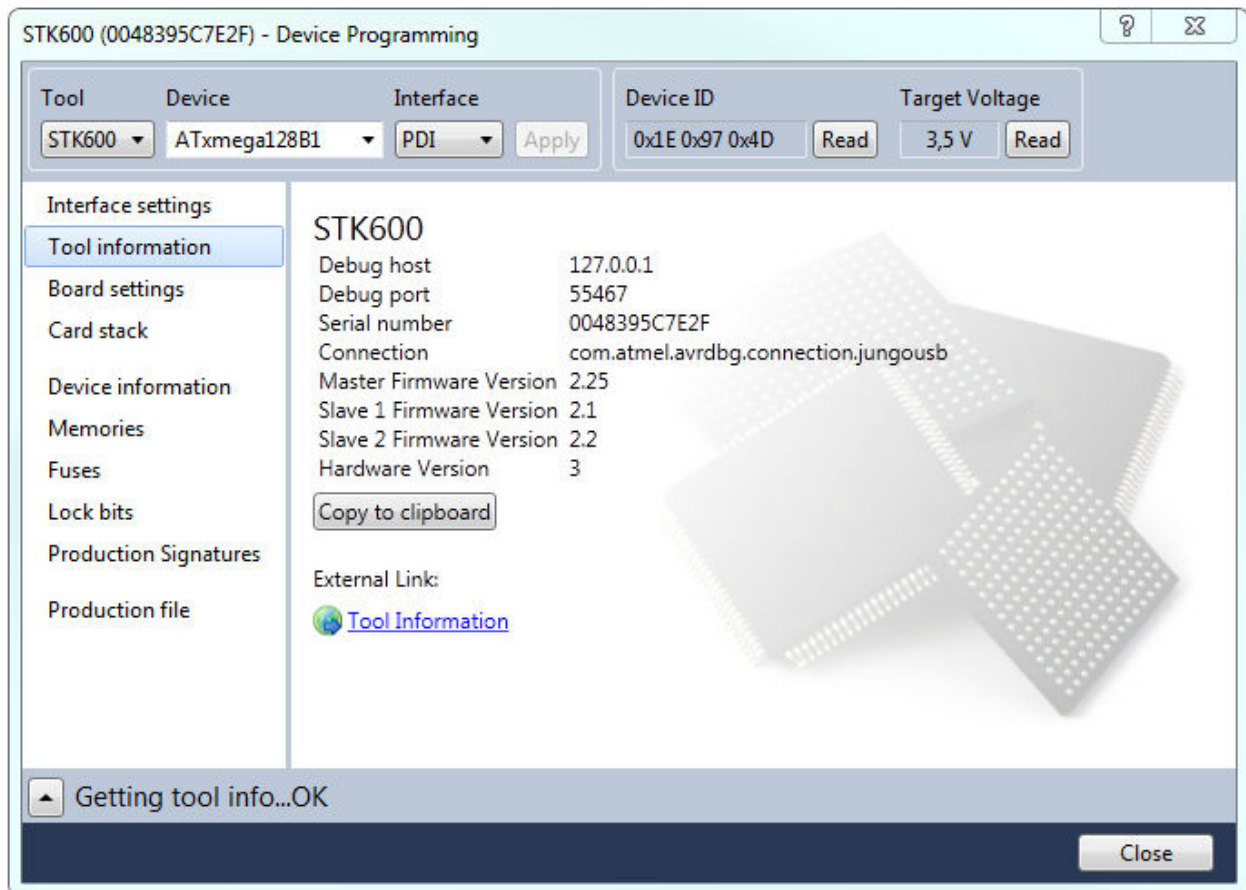 STK600 (0048395C7E2F) - Device Programming
Tool Device Interface Device ID Target Voltage
STK600 ATxmega128B1 PDI Apply 0x1E 0x97 0x4D Read 3,5 V Read
Interface settings
Tool information
Board settings
Card stack
Device information
Memories
Fuses
Lock bits
Production Signatures
Production file
STK600
Debug host 127.0.0.1
Debug port 55467
Serial number 0048395C7E2F
Connection com.atmel.avrdbg.connection.jungousb
Master Firmware Version 2.25
Slave 1 Firmware Version 2.1
Slave 2 Firmware Version 2.2
Hardware Version 3
Copy to clipboard
External Link:
Tool Information
Getting tool info...OK
Close